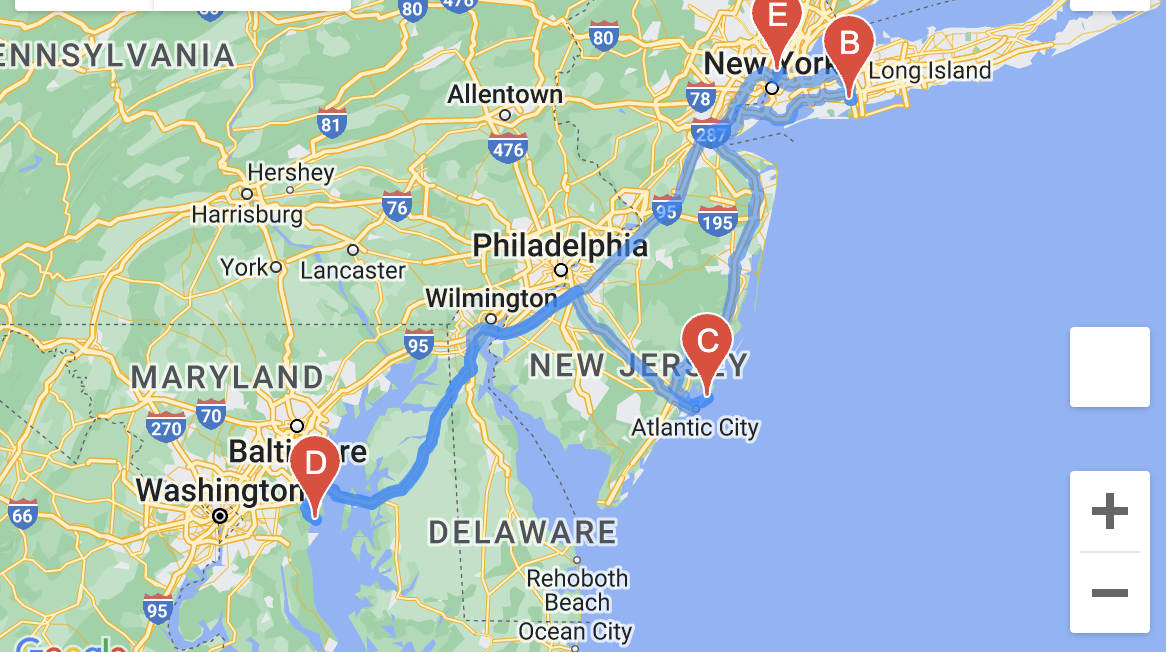 80
476
80
ENNSYLVANIA
E
B
New York
Long Island
Allentown
78
81
287
476
Hershey
Harrisburg
76
95
195
Philadelphia
York
Lancaster
Wilmington
C
95
NEW JERSEY
MARYLAND
70
270
Atlantic City
Baltimore
D
Washington
66
DELAWARE
Rehoboth
Beach
95
Ocean City
Google